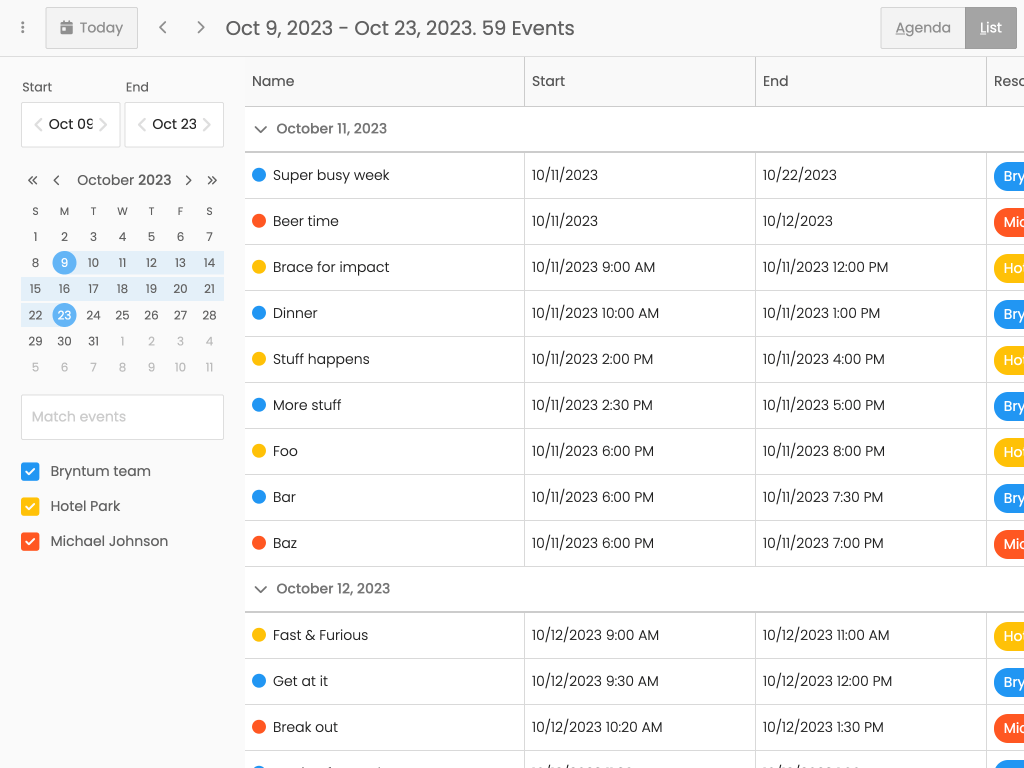 Today
Oct 9, 2023 - Oct 23, 2023. 59 Events
Agenda
List
Start
End
Oct 09
Oct 23
October 2023
S M T W T F S
1 2 3 4 5 6 7
8 9 10 11 12 13 14
15 16 17 18 19 20 21
22 23 24 25 26 27 28
29 30 31 1 2 3 4
5 6 7 8 9 10 11
Match events
Bryntum team
Hotel Park
Michael Johnson
Name Start End Reso
October 11, 2023
Super busy week 10/11/2023 10/22/2023 Bry
Beer time 10/11/2023 10/12/2023 Mic
Brace for impact 10/11/2023 9:00 AM 10/11/2023 12:00 PM Hot
Dinner 10/11/2023 10:00 AM 10/11/2023 1:00 PM Bry
Stuff happens 10/11/2023 2:00 PM 10/11/2023 4:00 PM Hot
More stuff 10/11/2023 2:30 PM 10/11/2023 5:00 PM Bry
Foo 10/11/2023 6:00 PM 10/11/2023 8:00 PM Hot
Bar 10/11/2023 6:00 PM 10/11/2023 7:30 PM Bry
Baz 10/11/2023 6:00 PM 10/11/2023 7:00 PM Mic
October 12, 2023
Fast & Furious 10/12/2023 9:00 AM 10/12/2023 11:00 AM Hot
Get at it 10/12/2023 9:30 AM 10/12/2023 12:00 PM Bry
Break out 10/12/2023 10:20 AM 10/12/2023 1:30 PM Mic